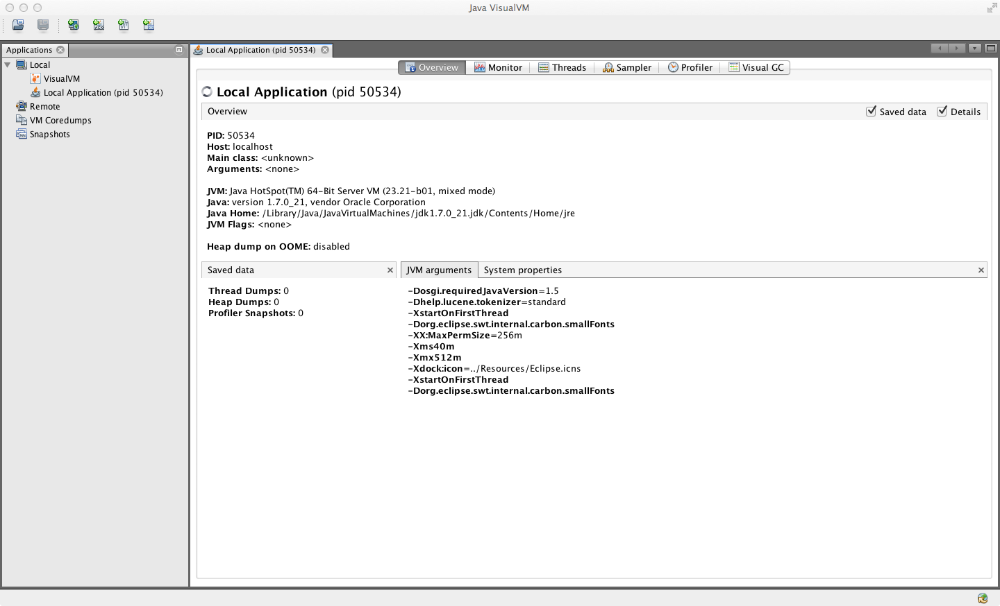 Java VisualVM
Applications
Local Application (pid 50534)
Local
VisualVM
Local Application (pid 50534)
Remote
VM Coredumps
Snapshots
Overview
Monitor
Threads
Sampler
Profiler
Visual GC
Local Application (pid 50534)
Overview
Saved data
Details
PID: 50534
Host: localhost
Main class: <unknown>
Arguments: <none>
JVM: Java HotSpot(TM) 64-Bit Server VM (23.21-b01, mixed mode)
Java: version 1.7.0_21, vendor Oracle Corporation
Java Home: /Library/Java/JavaVirtualMachines/jdk1.7.0_21.jdk/Contents/Home/jre
JVM Flags: <none>
Heap dump on OOME: disabled
Saved data
Thread Dumps: 0
Heap Dumps: 0
Profiler Snapshots: 0
JVM arguments
System properties
-Dosgi.requiredJavaVersion=1.5
-Dhelp.lucene.tokenizer=standard
-XstartOnFirstThread
-Dorg.eclipse.swt.internal.carbon.smallFonts
-XX:MaxPermSize=256m
-Xms40m
-Xmx512m
-Xdock:icon=../Resources/Eclipse.icns
-XstartOnFirstThread
-Dorg.eclipse.swt.internal.carbon.smallFonts